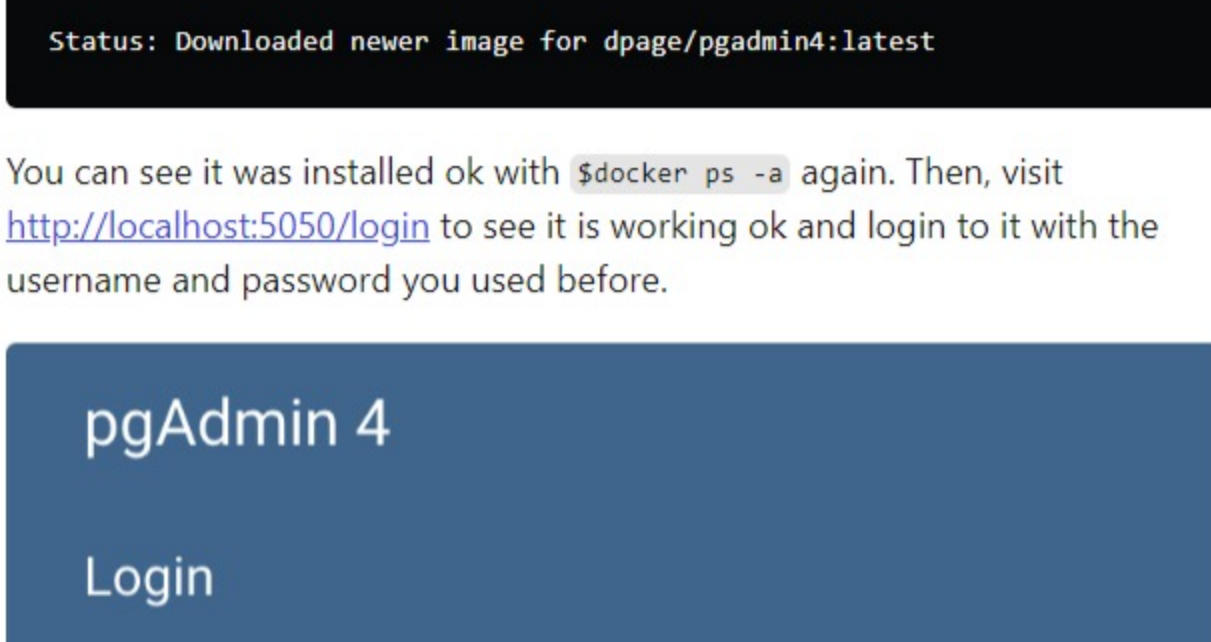 Status: Downloaded newer image for dpage/pgadmin4:latest
You can see it was installed ok with $docker ps -a again. Then, visit
http://localhost:5050/login to see it is working ok and login to it with the
username and password you used before.
pgAdmin 4
Login